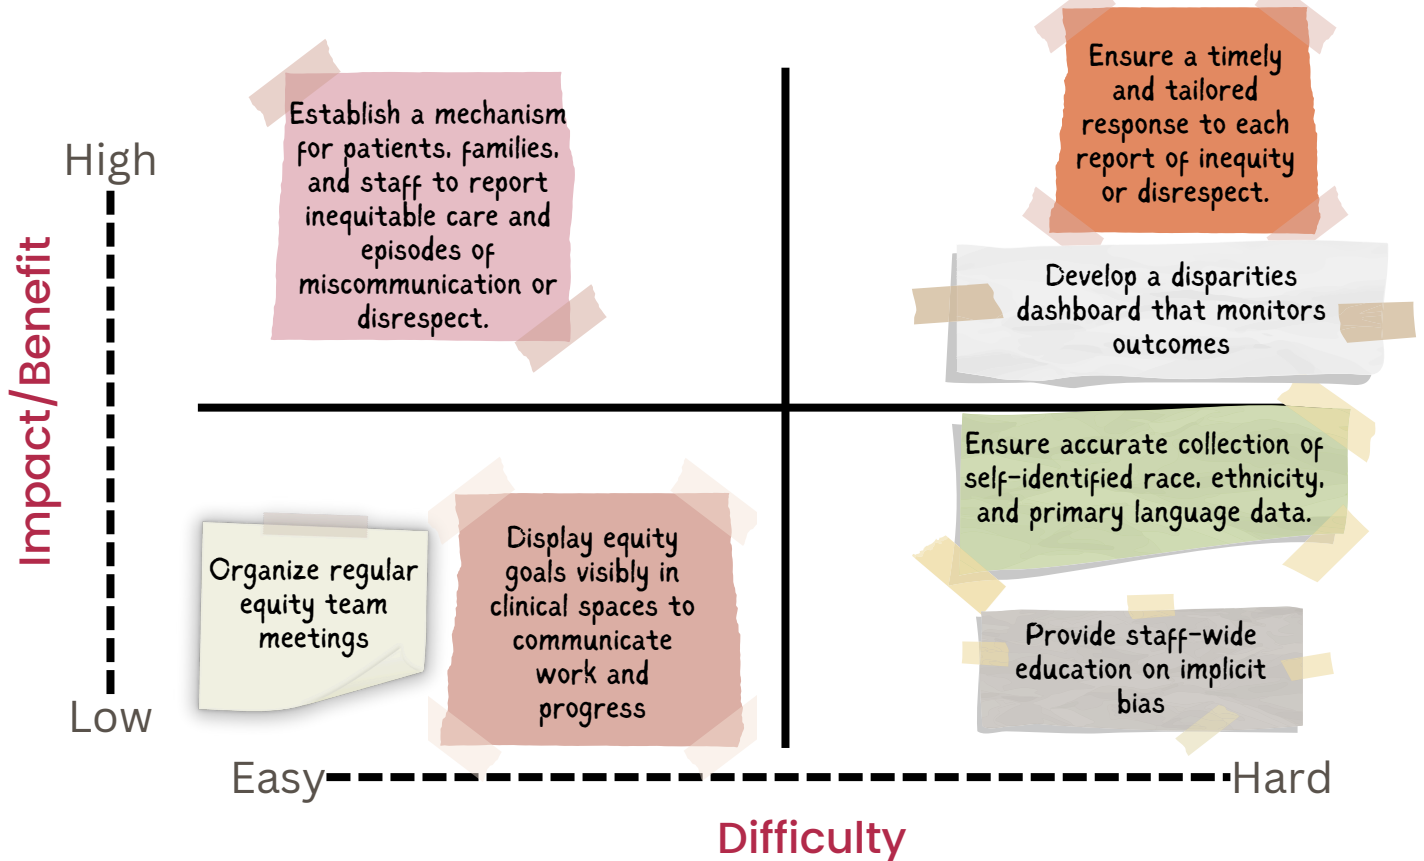 Impact/Benefit
High
Low
Establish a mechanism
for patients, families,
and staff to report
inequitable care and
episodes of
miscommunication or
disrespect.
Ensure a timely
and tailored
response to each
report of inequity
or disrespect.
Develop a disparities
dashboard that monitors
outcomes
Organize regular
equity team
meetings
Display equity
goals visibly in
clinical spaces to
communicate
work and
progress
Ensure accurate collection of
self-identified race, ethnicity,
and primary language data.
Provide staff-wide
education on implicit
bias
Easy
Hard
Difficulty